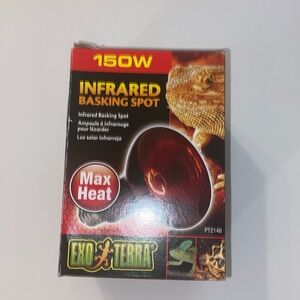 150W
INFRARED
BASKING SPOT
Infrared Basking Spot
Ampoule à Infrarouge
pour Lézarder
Luz solar infrarroja
Max
Heat
PT2146
EXO TERRA